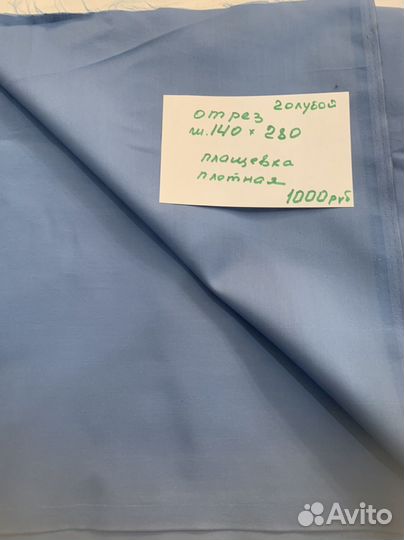 отрез голубой
ш.140 × 280
плащевка
плотная
1000 руб
Avito